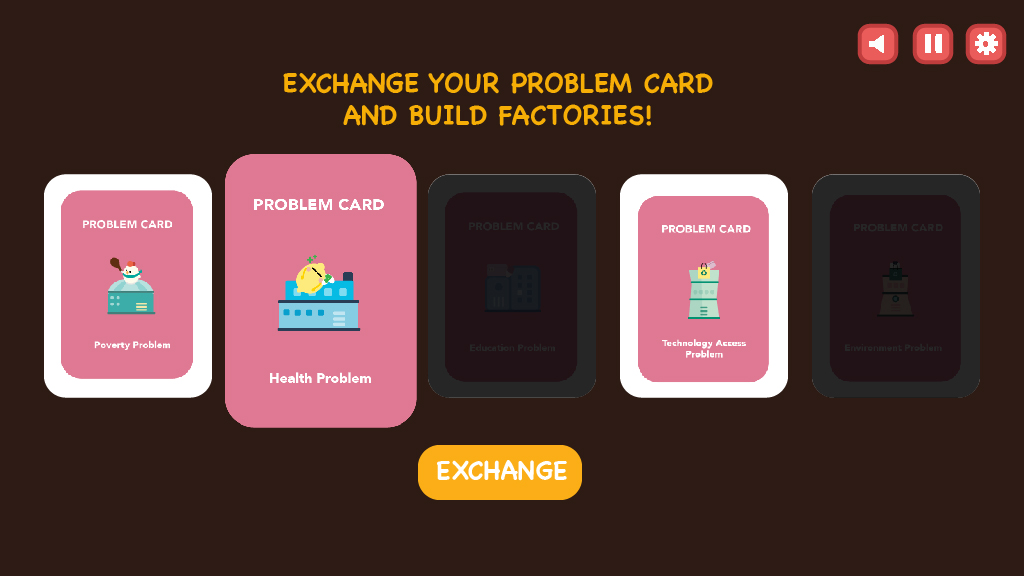 EXCHANGE YOUR PROBLEM CARD
AND BUILD FACTORIES!
PROBLEM CARD
Poverty Problem
PROBLEM CARD
Health Problem
PROBLEM CARD
Education Problem
PROBLEM CARD
Technology Access
Problem
PROBLEM CARD
Environment Problem
EXCHANGE